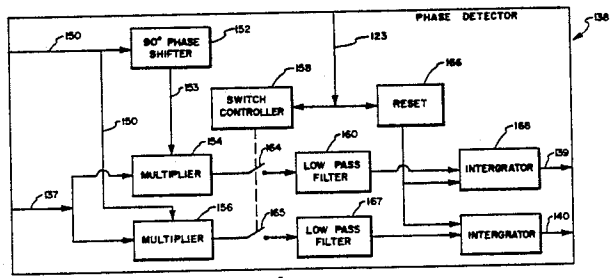 PHASE DETECTOR
138
150
90° PHASE
SHIFTER
152
123
153
158
166
150
SWITCH
CONTROLLER
RESET
154
164
160
168
139
137
MULTIPLIER
LOW PASS
FILTER
INTERGRATOR
156
165
167
140
MULTIPLIER
LOW PASS
FILTER
INTERGRATOR